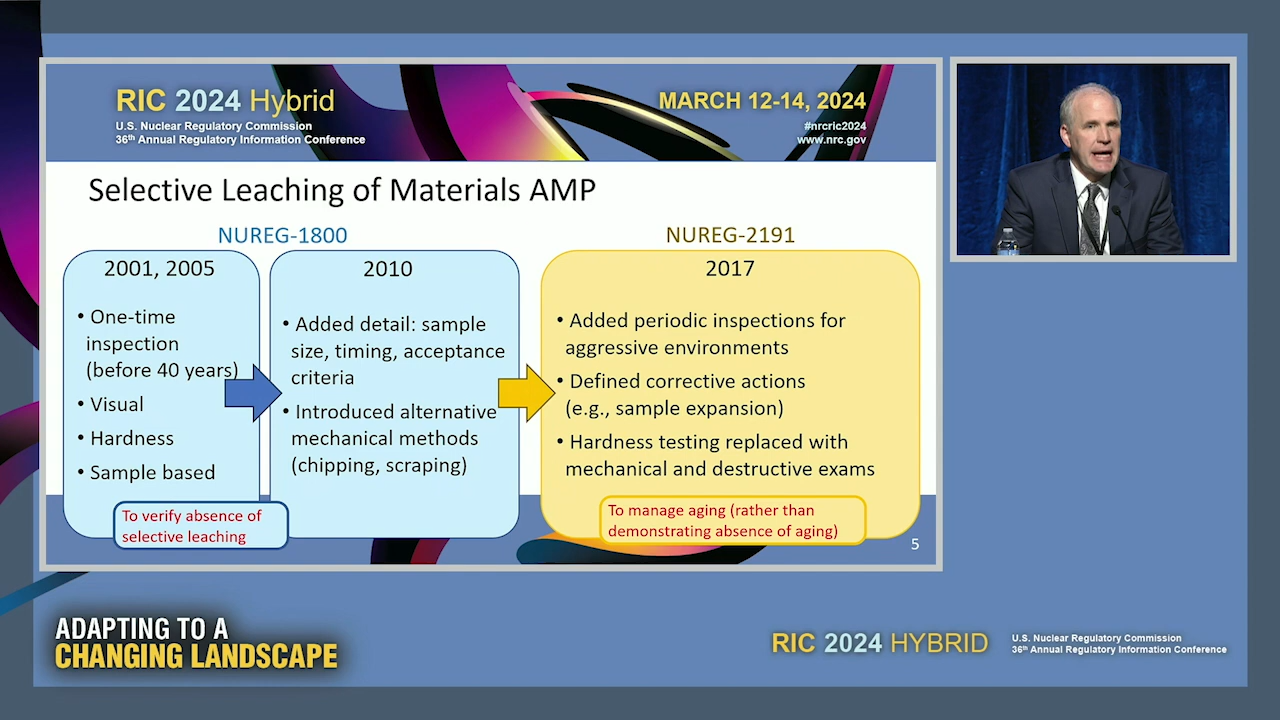 RIC 2024 Hybrid
U.S. Nuclear Regulatory Commission
36th Annual Regulatory Information Conference
MARCH 12-14, 2024
#nrcric2024
www.nrc.gov
Selective Leaching of Materials AMP
NUREG-1800
2001, 2005
• One-time
inspection
(before 40 years)
• Visual
• Hardness
• Sample based
To verify absence of
selective leaching
2010
• Added detail: sample
size, timing, acceptance
criteria
• Introduced alternative
mechanical methods
(chipping, scraping)
NUREG-2191
2017
• Added periodic inspections for
aggressive environments
• Defined corrective actions
(e.g., sample expansion)
• Hardness testing replaced with
mechanical and destructive exams
To manage aging (rather than
demonstrating absence of aging)
5
ADAPTING TO A
CHANGING LANDSCAPE
RIC 2024 HYBRID
U.S. Nuclear Regulatory Commission
36th Annual Regulatory Information Conference